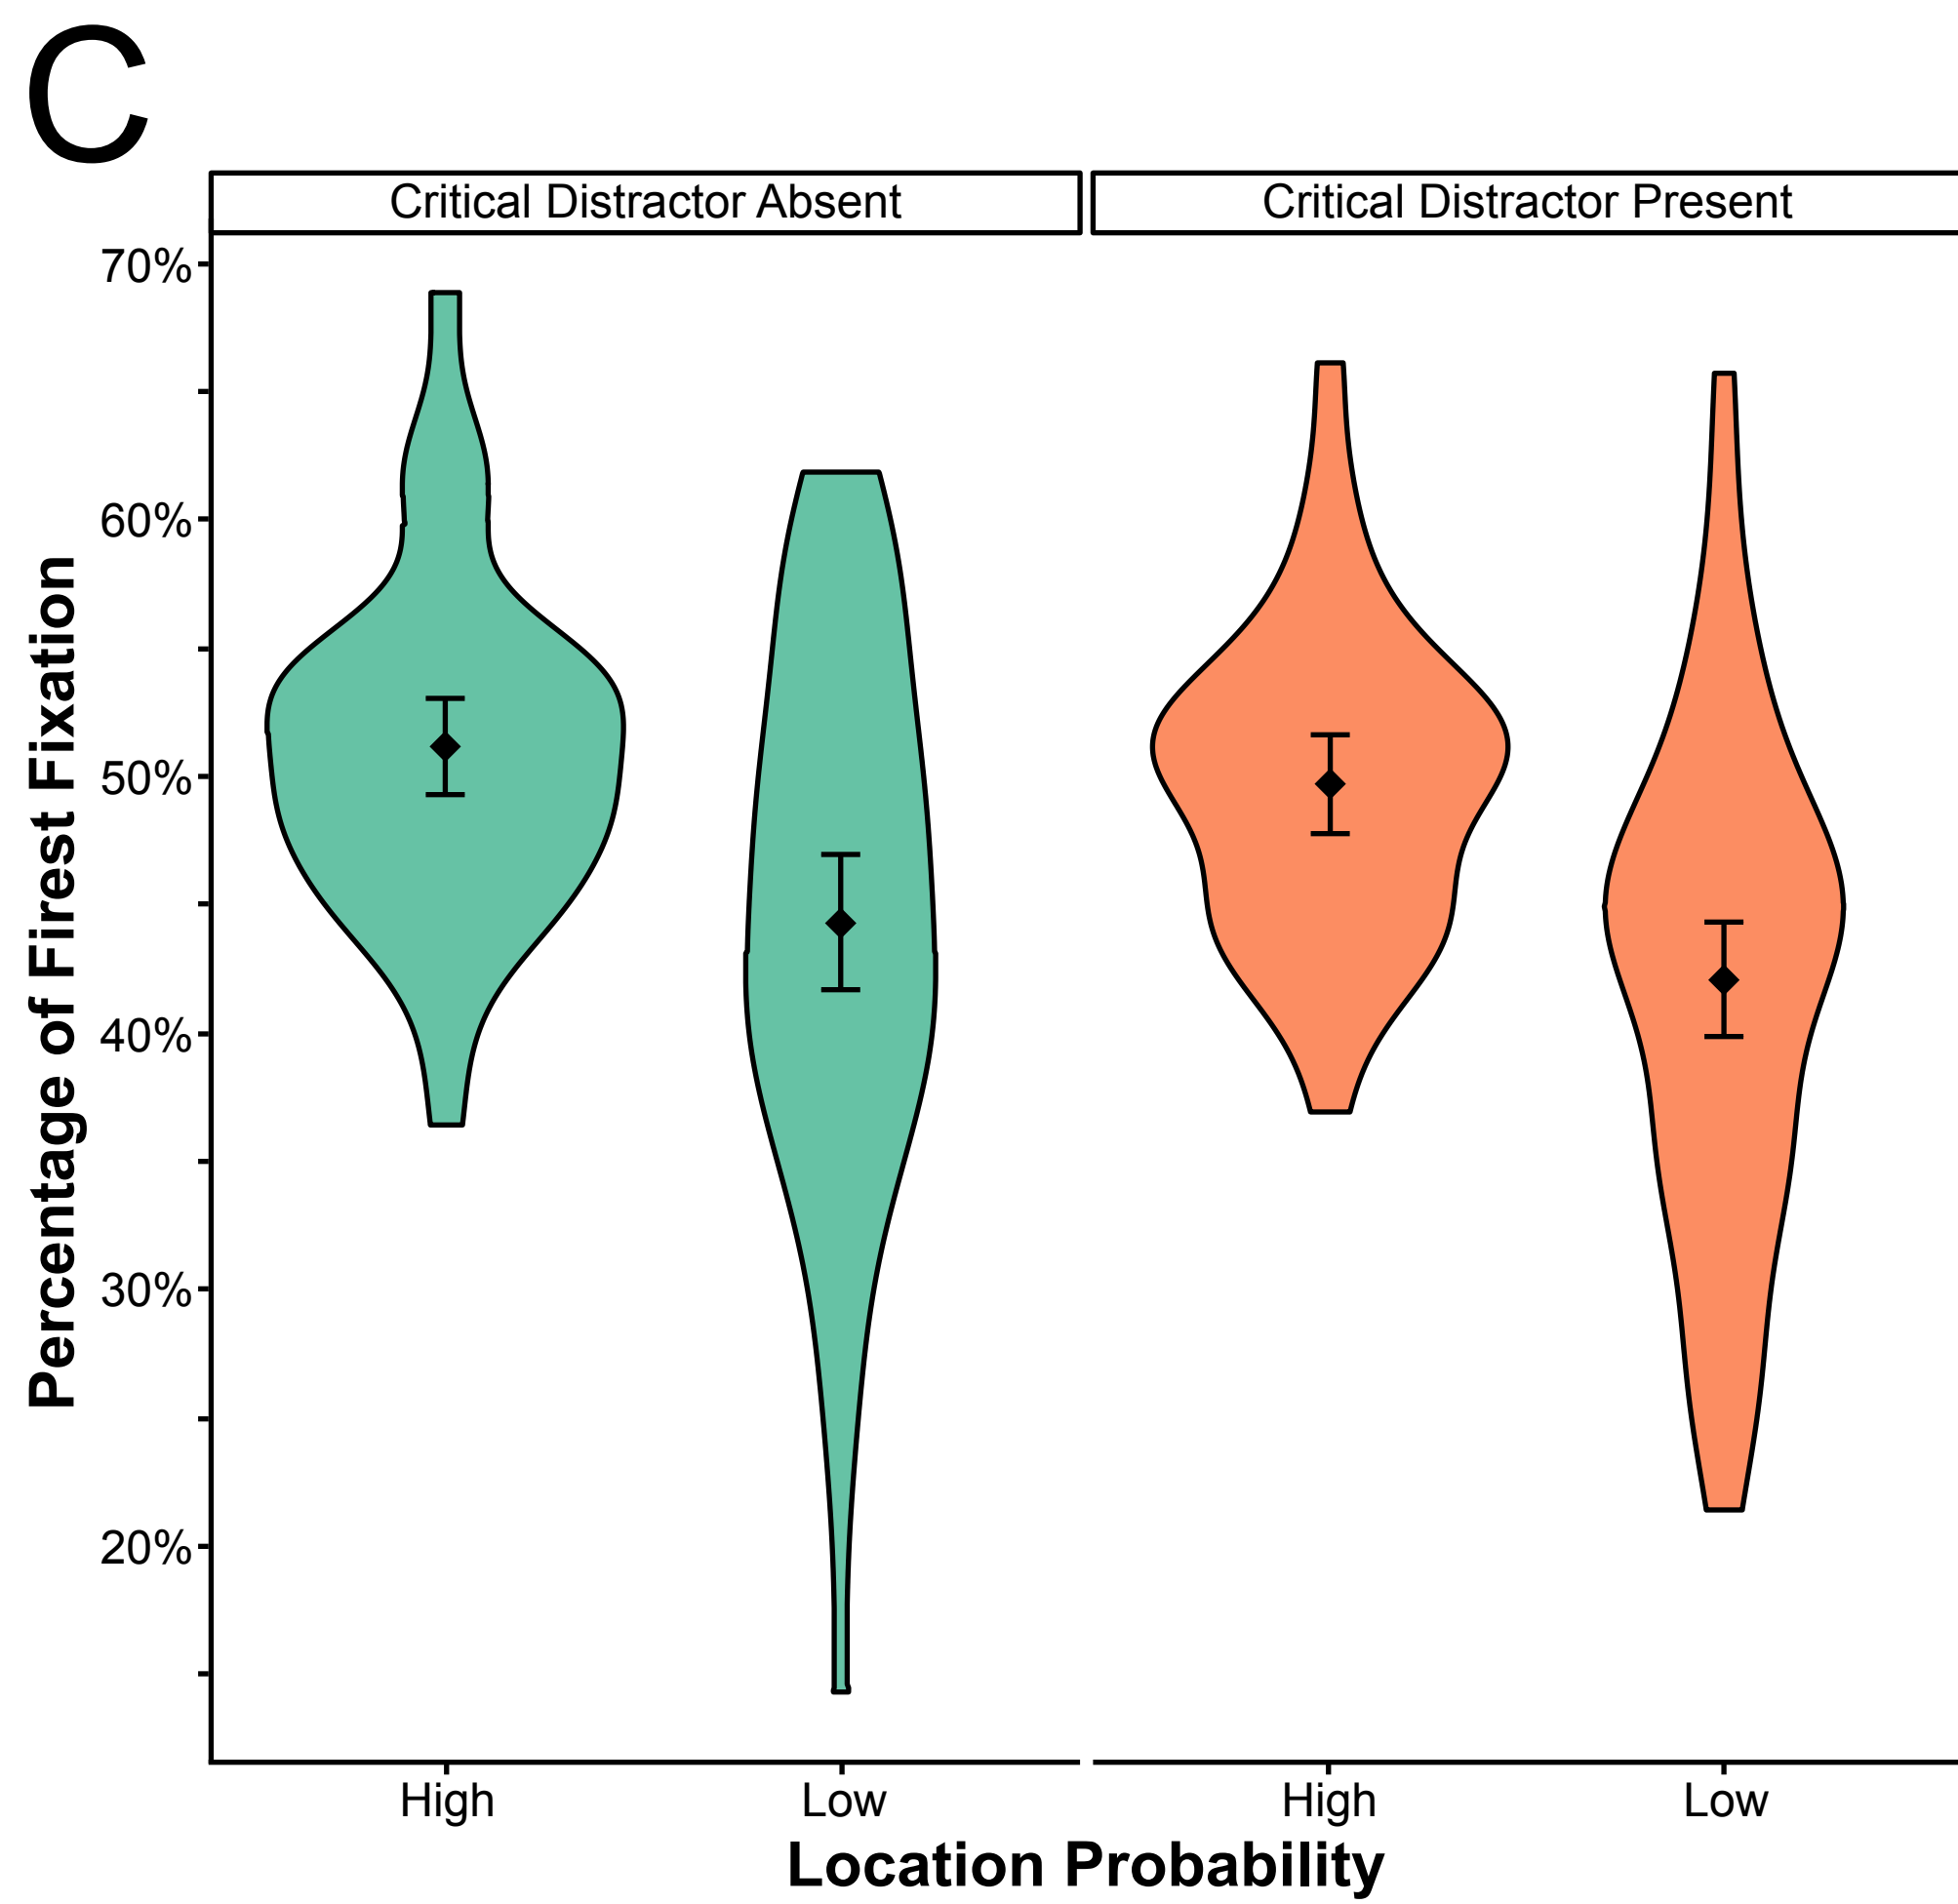 C
Critical Distractor Absent
Critical Distractor Present
Percentage of Firest Fixation
70%
60%
50%
40%
30%
20%
High
Low
High
Low
Location Probability